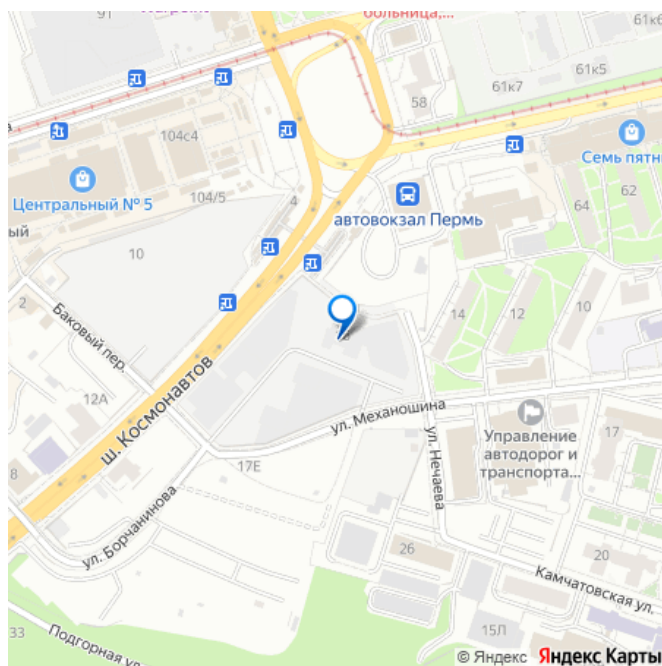 91
больница,...
61к6
61к7
61к5
58
104с4
Семь пятн
Центральный № 5
104/5
4
автовокзал Пермь
64
62
ный
10
2
Баковый пер.
14
12
10
12А
ш. Космонавтов
ул. Механошина
ул. Нечаева
Управление
автодорог и
транспорта...
17
8
17Е
ул. Борчанинова
26
20
Камчатовская ул.
33
Подгорная ул.
15Л
© Яндекс Яндекс Карты